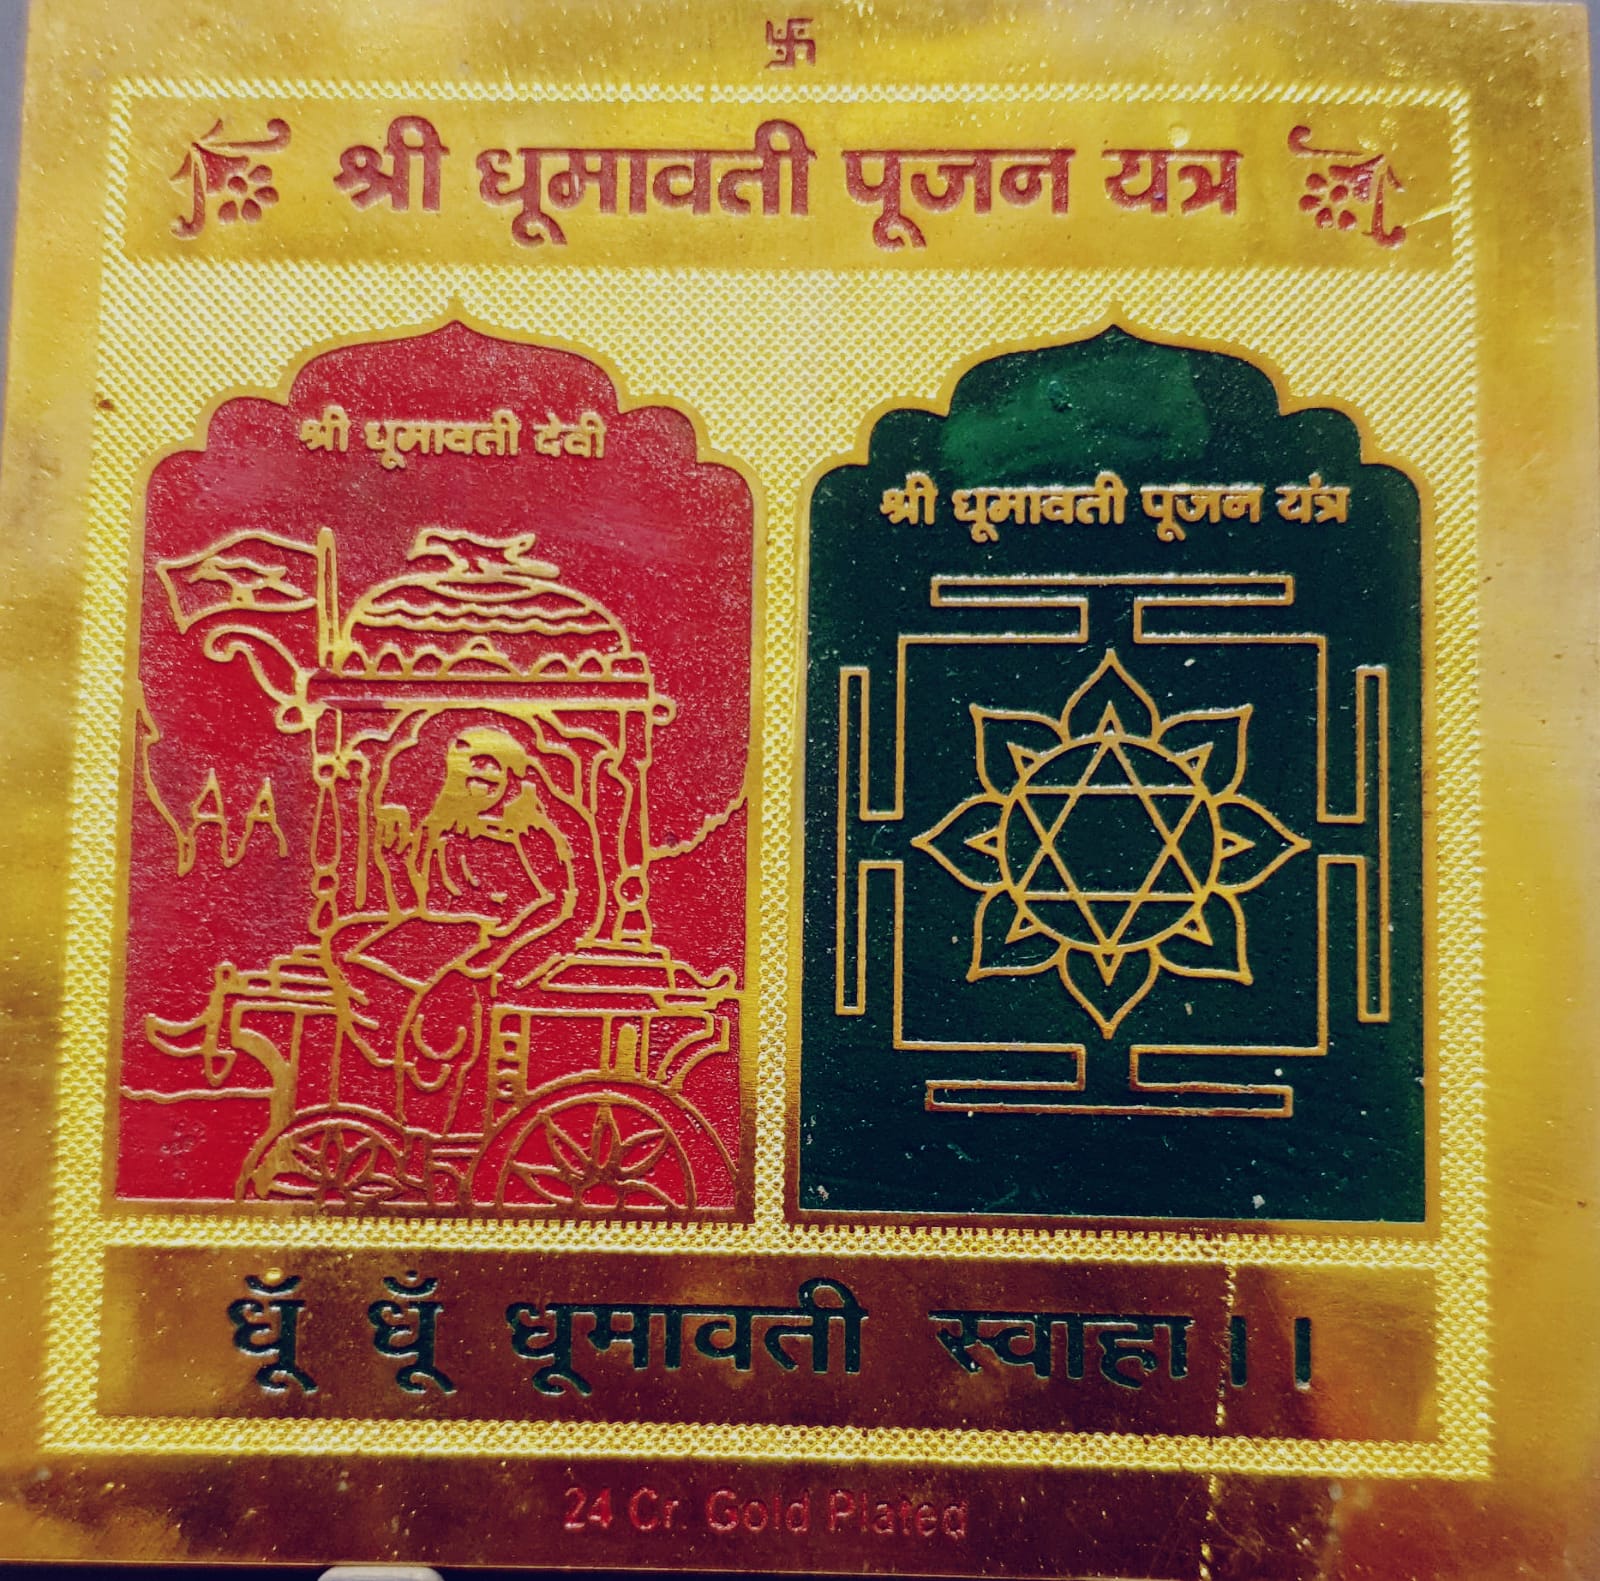 श्री धूमावती पूजन यंत्र
श्री धूमावती देवी
श्री धूमावती पूजन यंत्र
धूँ धूँ धूमावती स्वाहा।।
24 Cr. Gold Plated